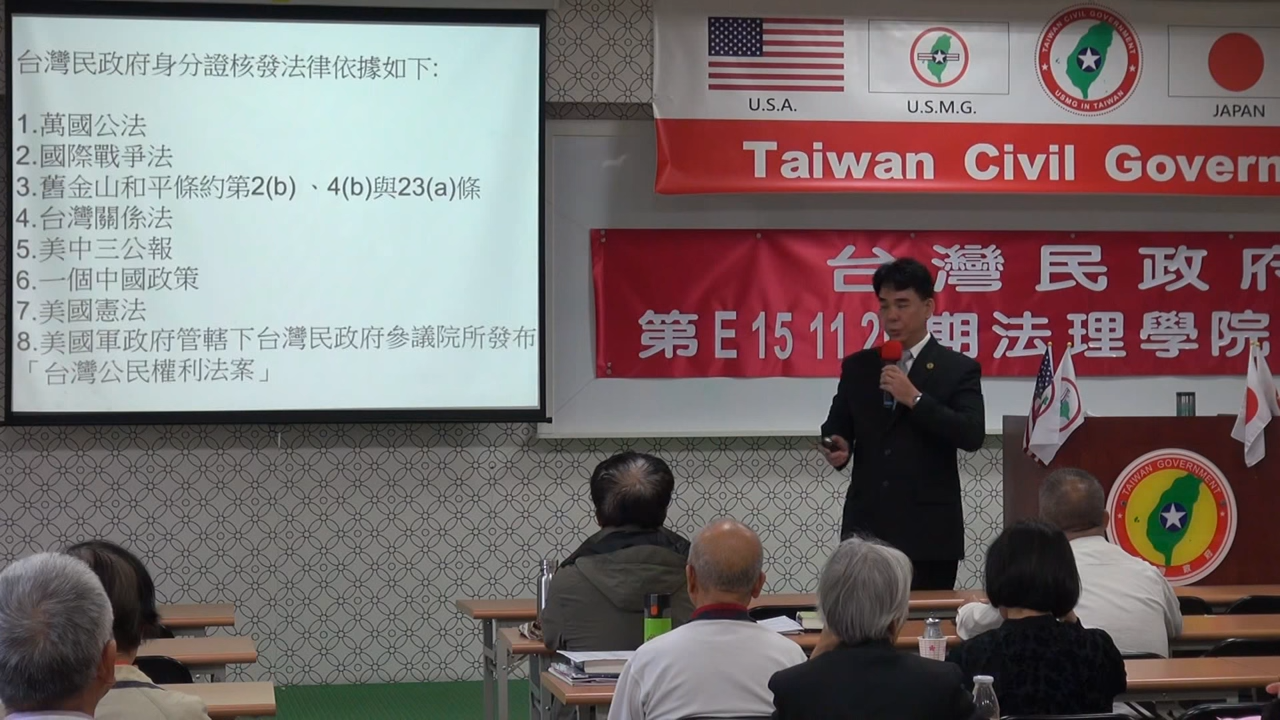 台灣民政府身分證核發法律依據如下:
1.萬國公法
2.國際戰爭法
3.舊金山和平條約第2(b) 、4(b)與23(a)條
4.台灣關係法
5.美中三公報
6.一個中國政策
7.美國憲法
8.美國軍政府管轄下台灣民政府參議院所發布
「台灣公民權利法案」
U.S.A.
U.S.M.G.
TAIWAN CIVIL GOVERNMENT
USMG IN TAIWAN
JAPAN
Taiwan Civil Govern
台灣民政府
第E15112 期法理學院
TAIWAN GOVERNMENT